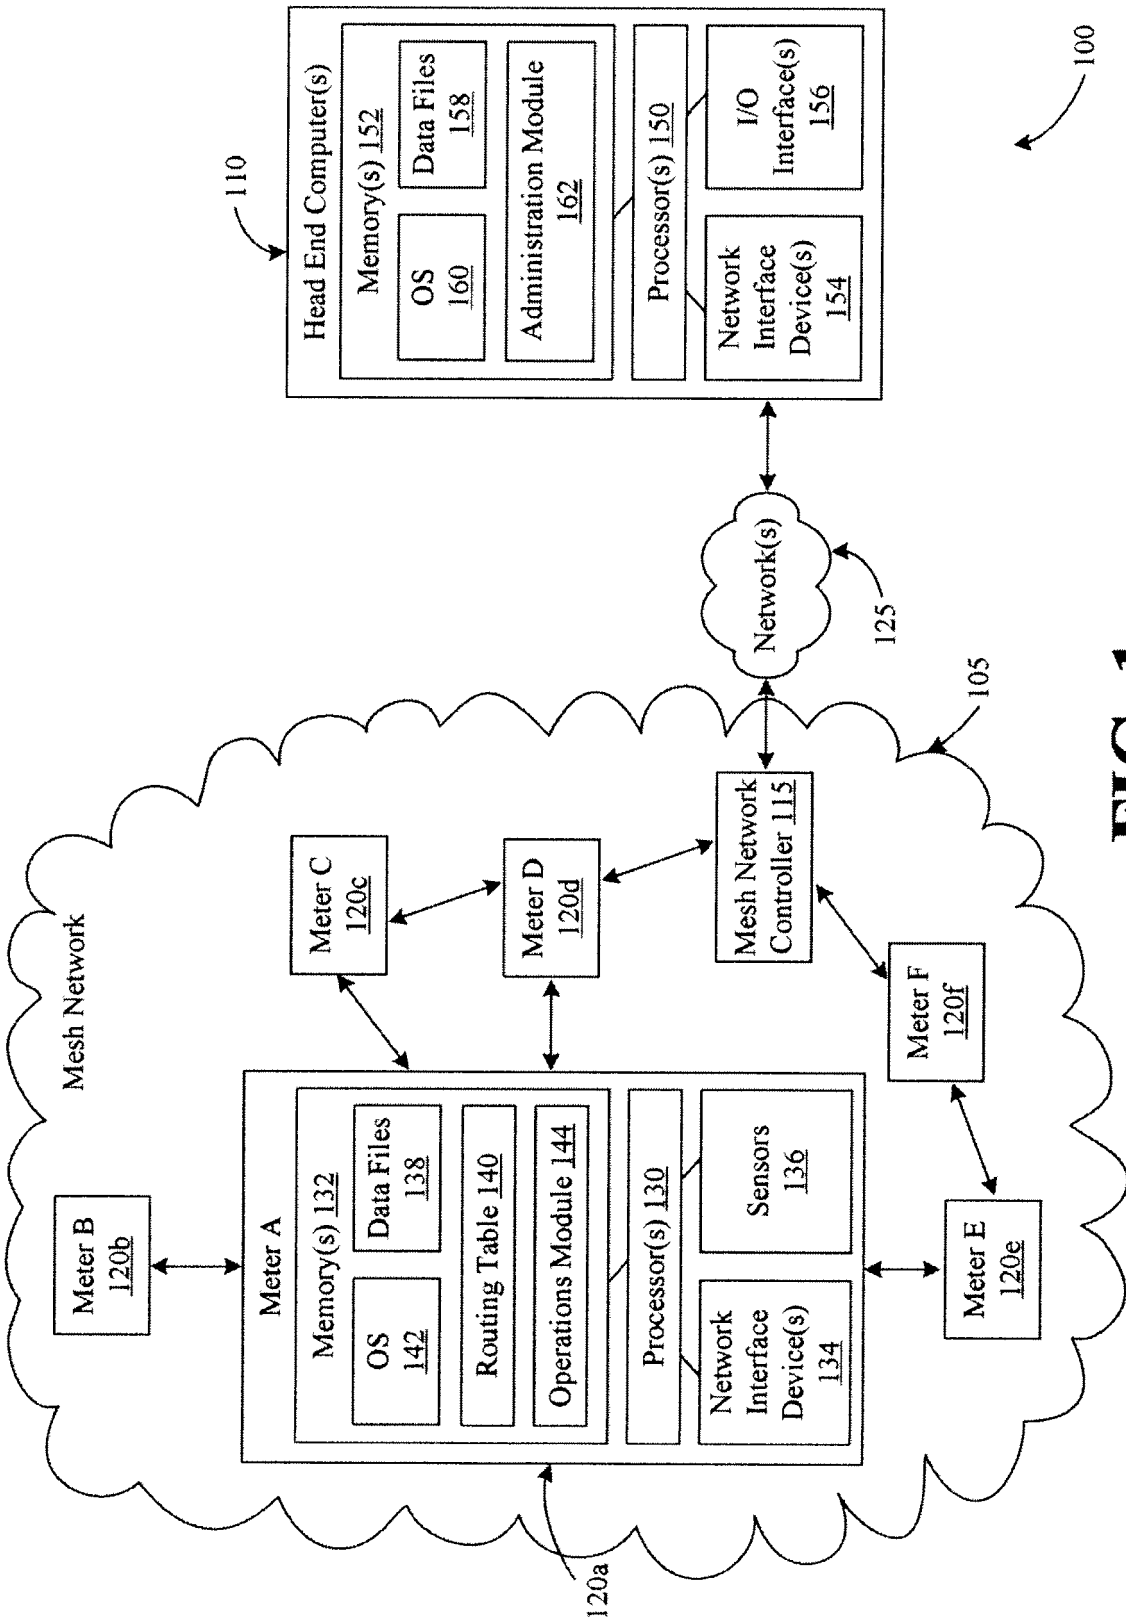 Mesh Network
Meter B
120b
Meter A
Memory(s) 132
OS
142
Data Files
138
Routing Table 140
Operations Module 144
Processor(s) 130
Network
Interface
Device(s)
134
Sensors
136
120a
Meter C
120c
Meter D
120d
Mesh Network
Controller 115
Meter E
120e
Meter F
120f
105
Network(s)
125
110
Head End Computer(s)
Memory(s) 152
OS
160
Data Files
158
Administration Module
162
Processor(s) 150
Network
Interface
Device(s)
154
I/O
Interface(s)
156
100
FIG. 1